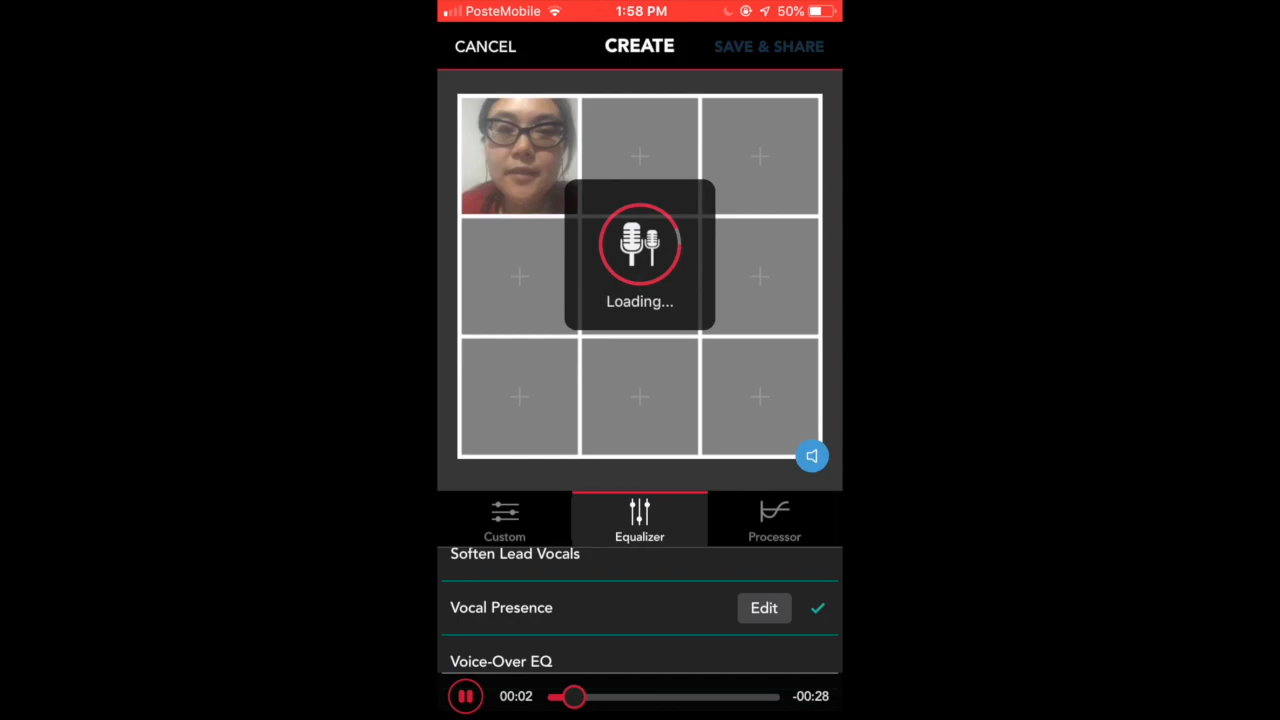 PosteMobile 1:58 PM 50%
CANCEL CREATE SAVE & SHARE
Loading...
Custom Equalizer Processor
Soften Lead Vocals
Vocal Presence Edit
Voice-Over EQ
00:02 -00:28